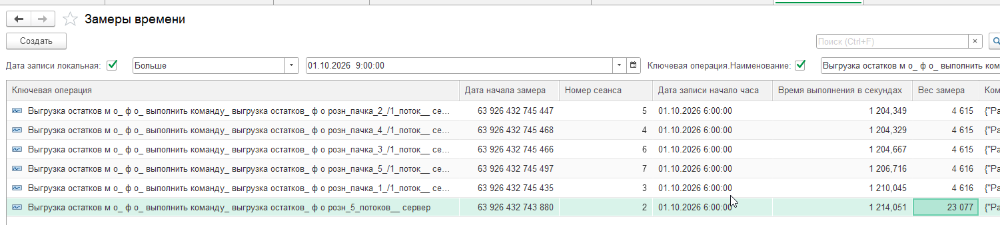 Замеры времени
Создать
Поиск (Ctrl+F)
×
Дата записи локальная: Больше 01.10.2026 9:00:00 Ключевая операция.Наименование: Выгрузка остатков м о_ ф о_ выполнить ком
Ключевая операция Дата начала замера Номер сеанса Дата записи начало часа Время выполнения в секундах Вес замера Ком
Выгрузка остатков м о_ ф о_ выполнить команду_ выгрузка остатков_ ф о розн_пачка_2_/1_поток__ се... 63 926 432 745 447 5 01.10.2026 6:00:00 1 204,349 4 615 {"Ра
Выгрузка остатков м о_ ф о_ выполнить команду_ выгрузка остатков_ ф о розн_пачка_4_/1_поток__ се... 63 926 432 745 468 4 01.10.2026 6:00:00 1 204,329 4 615 {"Ра
Выгрузка остатков м о_ ф о_ выполнить команду_ выгрузка остатков_ ф о розн_пачка_3_/1_поток__ се... 63 926 432 745 466 6 01.10.2026 6:00:00 1 204,667 4 615 {"Ра
Выгрузка остатков м о_ ф о_ выполнить команду_ выгрузка остатков_ ф о розн_пачка_5_/1_поток__ се... 63 926 432 745 497 7 01.10.2026 6:00:00 1 206,716 4 616 {"Ра
Выгрузка остатков м о_ ф о_ выполнить команду_ выгрузка остатков_ ф о розн_пачка_1_/1_поток__ се... 63 926 432 745 435 3 01.10.2026 6:00:00 1 210,045 4 616 {"Ра
Выгрузка остатков м о_ ф о_ выполнить команду_ выгрузка остатков_ ф о розн_5_потоков__ сервер 63 926 432 743 880 2 01.10.2026 6:00:00 1 214,051 23 077 {"Ра